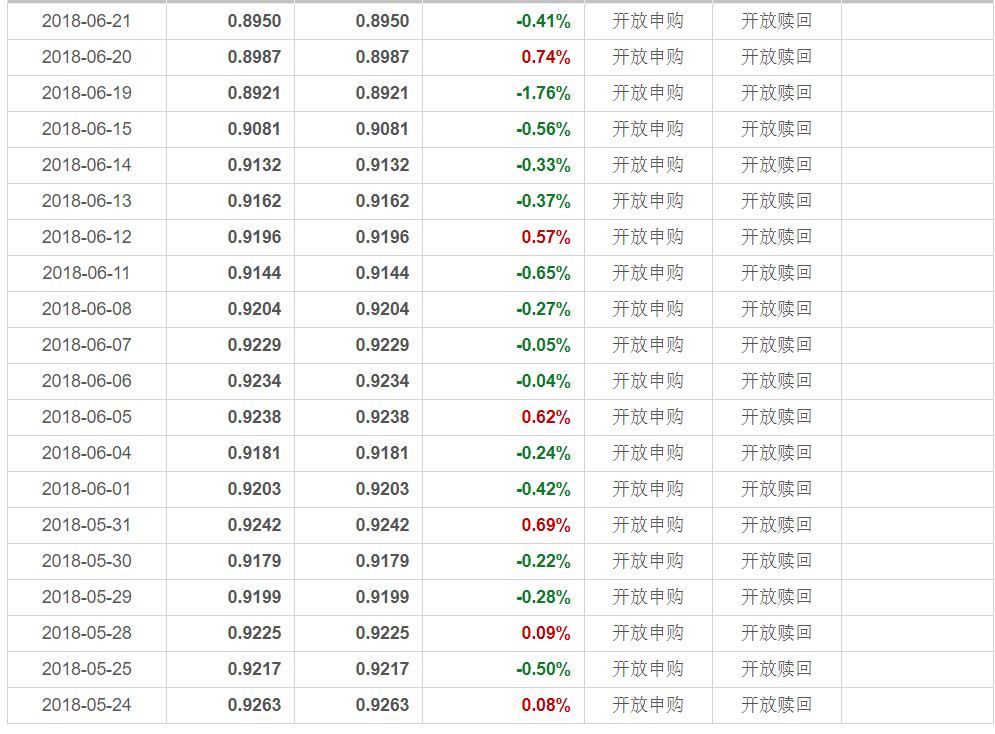 2018-06-21 0.8950 0.8950 -0.41% 开放申购 开放赎回
2018-06-20 0.8987 0.8987 0.74% 开放申购 开放赎回
2018-06-19 0.8921 0.8921 -1.76% 开放申购 开放赎回
2018-06-15 0.9081 0.9081 -0.56% 开放申购 开放赎回
2018-06-14 0.9132 0.9132 -0.33% 开放申购 开放赎回
2018-06-13 0.9162 0.9162 -0.37% 开放申购 开放赎回
2018-06-12 0.9196 0.9196 0.57% 开放申购 开放赎回
2018-06-11 0.9144 0.9144 -0.65% 开放申购 开放赎回
2018-06-08 0.9204 0.9204 -0.27% 开放申购 开放赎回
2018-06-07 0.9229 0.9229 -0.05% 开放申购 开放赎回
2018-06-06 0.9234 0.9234 -0.04% 开放申购 开放赎回
2018-06-05 0.9238 0.9238 0.62% 开放申购 开放赎回
2018-06-04 0.9181 0.9181 -0.24% 开放申购 开放赎回
2018-06-01 0.9203 0.9203 -0.42% 开放申购 开放赎回
2018-05-31 0.9242 0.9242 0.69% 开放申购 开放赎回
2018-05-30 0.9179 0.9179 -0.22% 开放申购 开放赎回
2018-05-29 0.9199 0.9199 -0.28% 开放申购 开放赎回
2018-05-28 0.9225 0.9225 0.09% 开放申购 开放赎回
2018-05-25 0.9217 0.9217 -0.50% 开放申购 开放赎回
2018-05-24 0.9263 0.9263 0.08% 开放申购 开放赎回